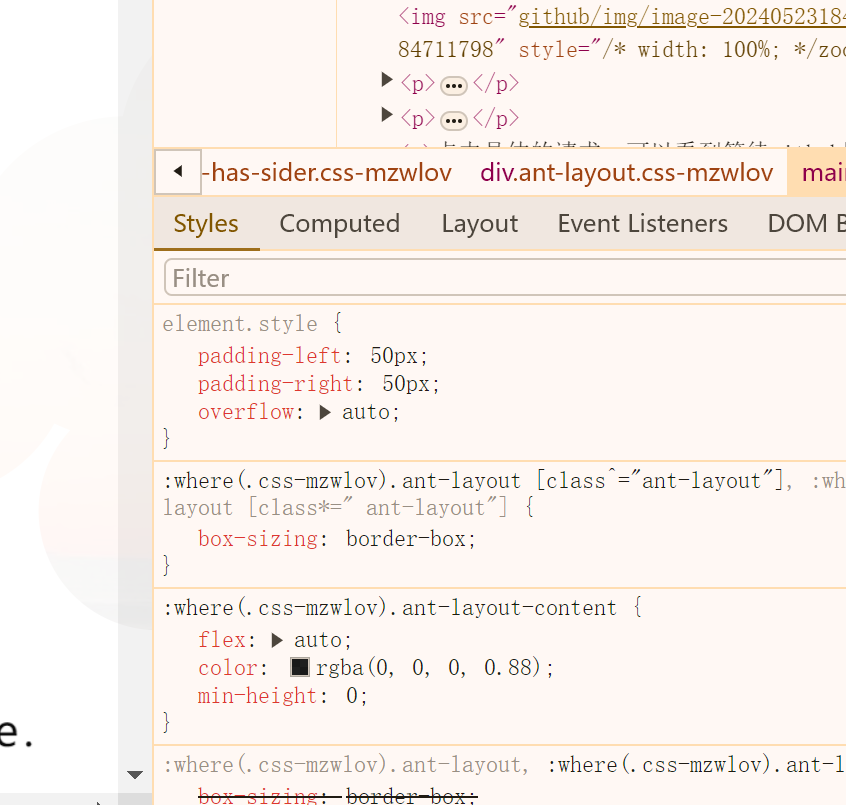 <img src="github/img/image-2024052318
84711798" style="/* width: 100%; */zoo
▶<p>…</p>
▶<p>…</p>
-has-sider.css-mzwlov div.ant-layout.css-mzwlov main
Styles Computed Layout Event Listeners DOM B
Filter
element.style {
padding-left: 50px;
padding-right: 50px;
overflow: ▶ auto;
}
:where(.css-mzwlov).ant-layout [class^="ant-layout"], :wh
layout [class*=" ant-layout"] {
box-sizing: border-box;
}
:where(.css-mzwlov).ant-layout-content {
flex: ▶ auto;
color: rgba(0, 0, 0, 0.88);
min-height: 0;
}
e.
:where(.css-mzwlov).ant-layout, :where(.css-mzwlov).ant-l
box-sizing: border-box;